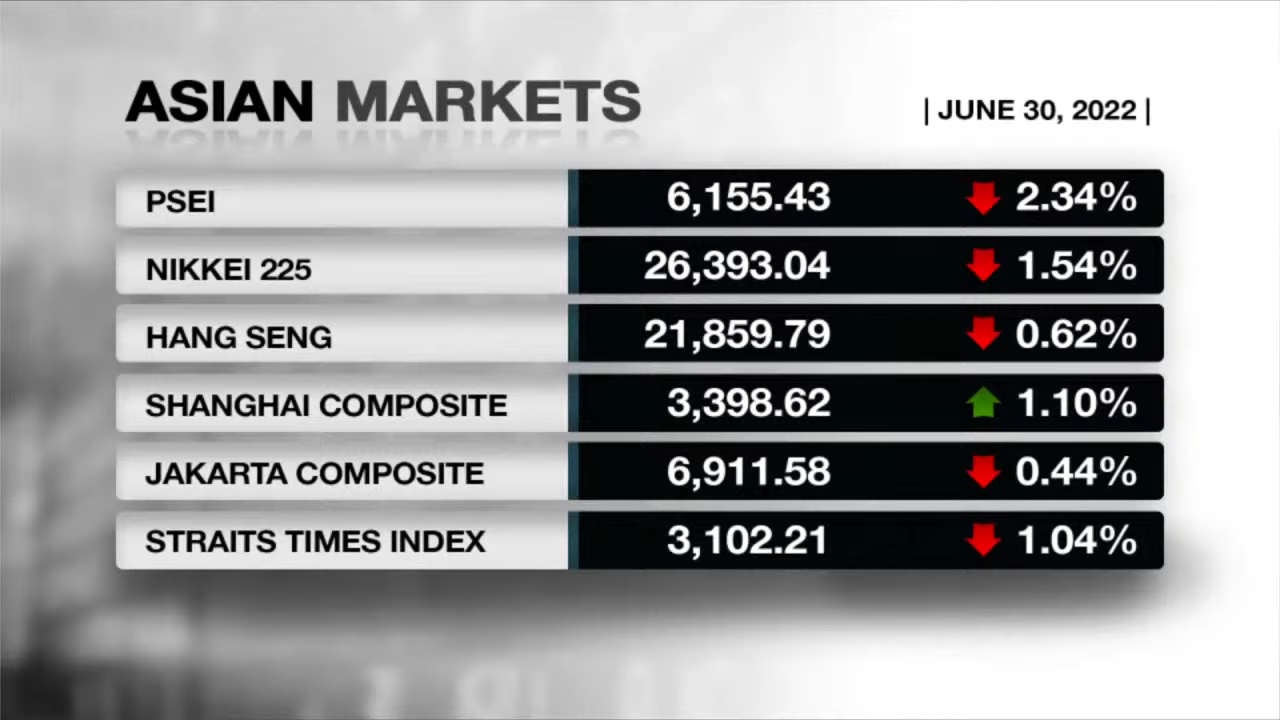 ASIAN MARKETS
| JUNE 30, 2022 |
PSEI 6,155.43 2.34%
NIKKEI 225 26,393.04 1.54%
HANG SENG 21,859.79 0.62%
SHANGHAI COMPOSITE 3,398.62 1.10%
JAKARTA COMPOSITE 6,911.58 0.44%
STRAITS TIMES INDEX 3,102.21 1.04%